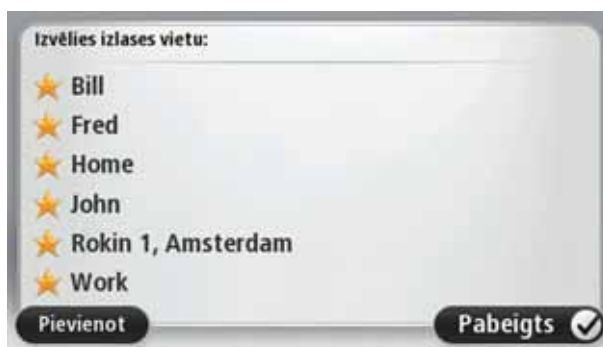 Izvēlies izlases vietu:
Bill
Fred
Home
John
Rokin 1, Amsterdam
Work
Pievienot
Pabeigts